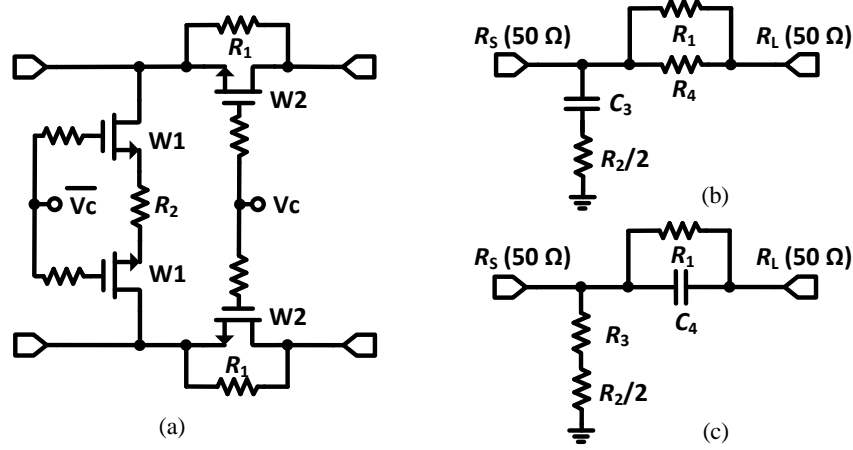 R1
W2
W1
Vc
R2
Vc
W1
W2
R1
(a)
RS (50 Ω)
R1
RL (50 Ω)
R4
C3
R2/2
(b)
RS (50 Ω)
R1
RL (50 Ω)
C4
R3
R2/2
(c)